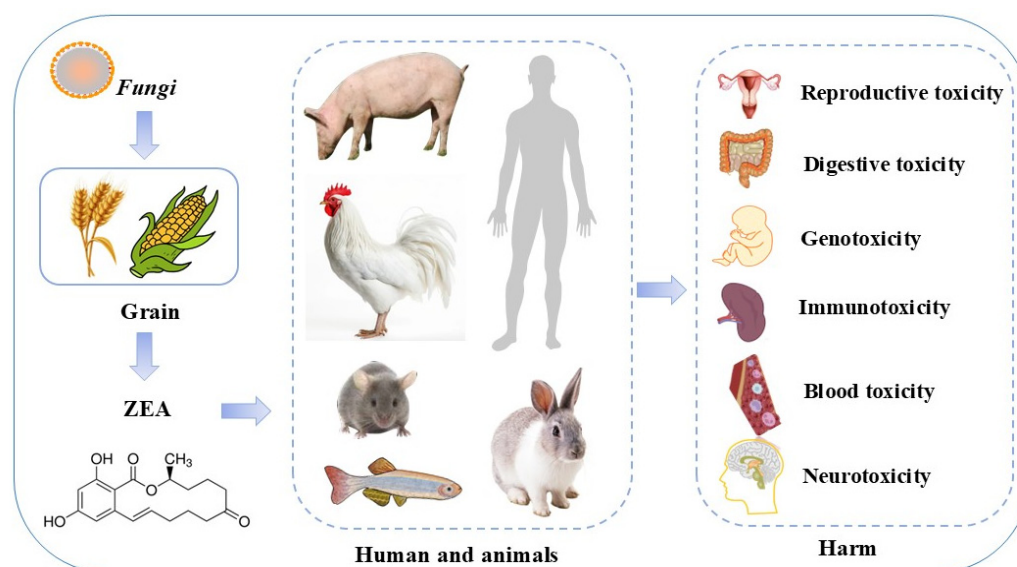 Fungi
Grain
ZEA
OH
O
CH3
O
HO
O
Human and animals
Reproductive toxicity
Digestive toxicity
Genotoxicity
Immunotoxicity
Blood toxicity
Neurotoxicity
Harm